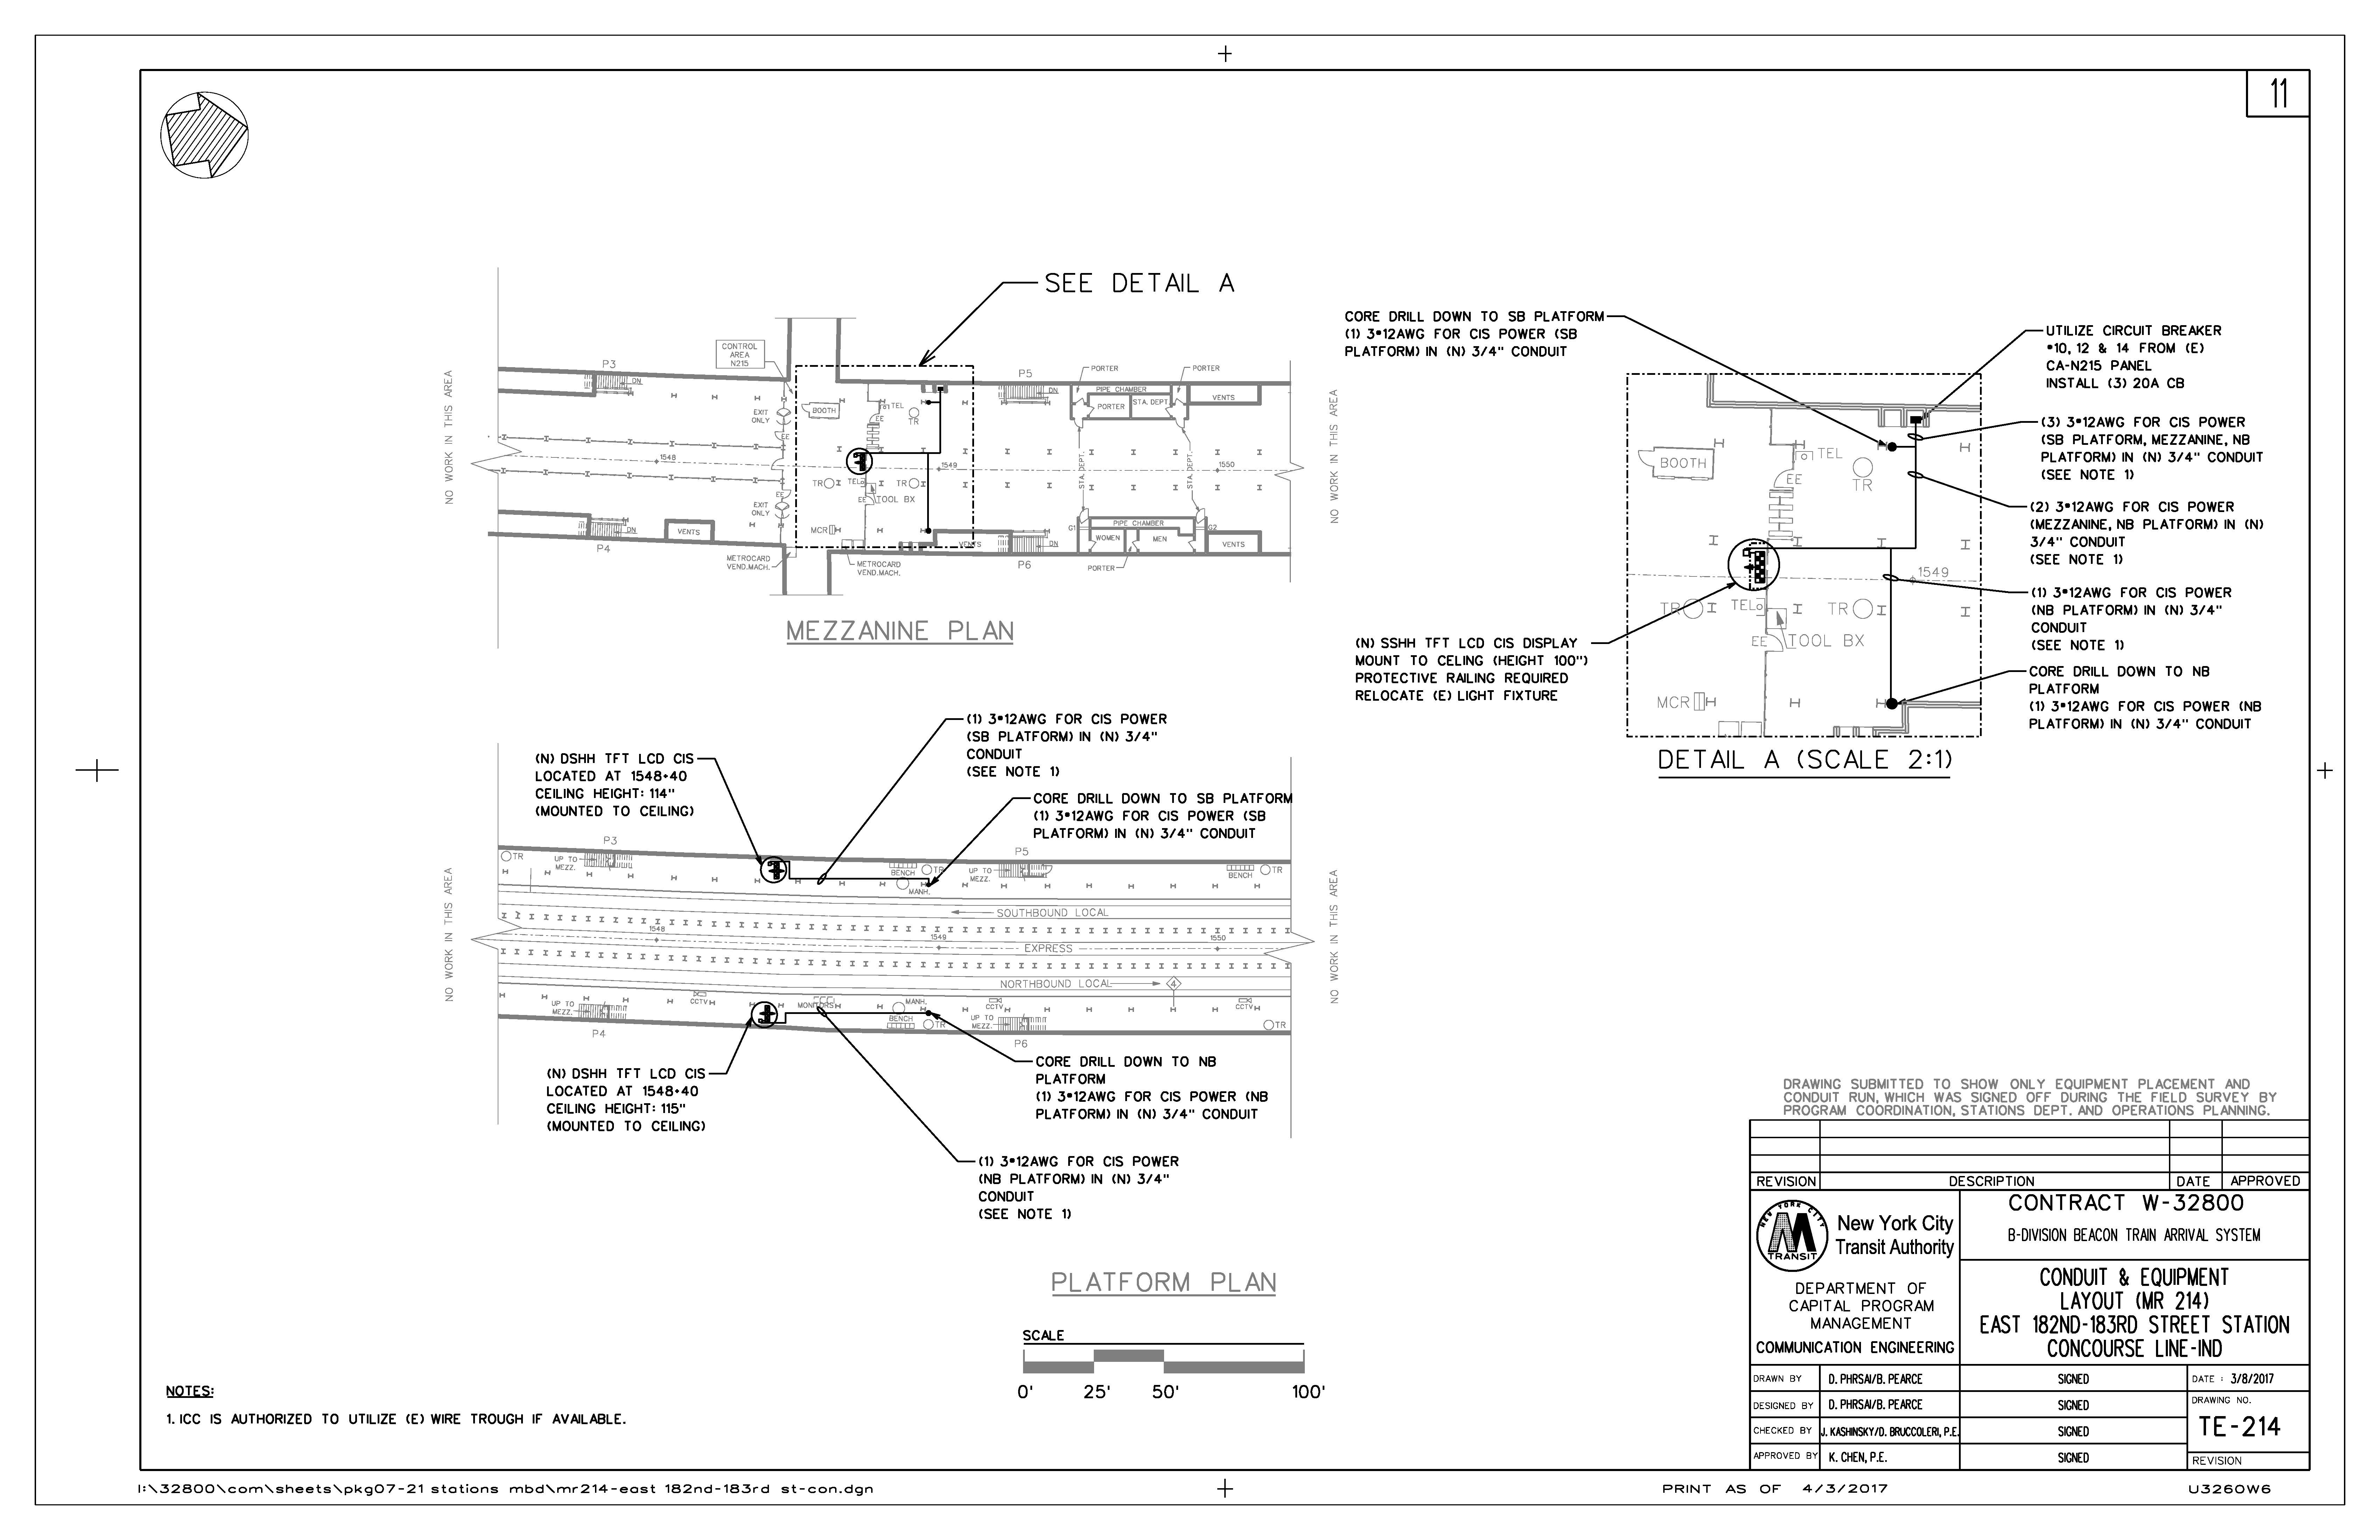 11
SEE DETAIL A
CONTROL
AREA
N215
P3
DN
EXIT
ONLY
BOOTH
TEL
EE
TR
P5
PORTER
PORTER
PIPE CHAMBER
PORTER
STA. DEPT.
VENTS
NO WORK IN THIS AREA
NO WORK IN THIS AREA
EE
1548
1549
1550
STA. DEPT.
STA. DEPT.
TR
TEL
TR
EE
TOOL BX
EE
EXIT
ONLY
MCR
G1
PIPE CHAMBER
G2
DN
VENTS
VENTS
DN
WOMEN
MEN
VENTS
P4
METROCARD
VEND.MACH.
METROCARD
VEND.MACH.
P6
PORTER
MEZZANINE PLAN
CORE DRILL DOWN TO SB PLATFORM
(1) 3#12AWG FOR CIS POWER (SB
PLATFORM) IN (N) 3/4" CONDUIT
UTILIZE CIRCUIT BREAKER
#10, 12 & 14 FROM (E)
CA-N215 PANEL
INSTALL (3) 20A CB
(3) 3#12AWG FOR CIS POWER
(SB PLATFORM, MEZZANINE, NB
PLATFORM) IN (N) 3/4" CONDUIT
(SEE NOTE 1)
(2) 3#12AWG FOR CIS POWER
(MEZZANINE, NB PLATFORM) IN (N)
3/4" CONDUIT
(SEE NOTE 1)
(1) 3#12AWG FOR CIS POWER
(NB PLATFORM) IN (N) 3/4"
CONDUIT
(SEE NOTE 1)
CORE DRILL DOWN TO NB
PLATFORM
(1) 3#12AWG FOR CIS POWER (NB
PLATFORM) IN (N) 3/4" CONDUIT
(N) SSHH TFT LCD CIS DISPLAY
MOUNT TO CELING (HEIGHT 100")
PROTECTIVE RAILING REQUIRED
RELOCATE (E) LIGHT FIXTURE
BOOTH
TEL
EE
TR
1549
TR
TEL
TR
EE
TOOL BX
MCR
DETAIL A (SCALE 2:1)
(1) 3#12AWG FOR CIS POWER
(SB PLATFORM) IN (N) 3/4"
CONDUIT
(SEE NOTE 1)
(N) DSHH TFT LCD CIS
LOCATED AT 1548+40
CEILING HEIGHT: 114"
(MOUNTED TO CEILING)
CORE DRILL DOWN TO SB PLATFORM
(1) 3#12AWG FOR CIS POWER (SB
PLATFORM) IN (N) 3/4" CONDUIT
NO WORK IN THIS AREA
NO WORK IN THIS AREA
P3
TR
UP TO
MEZZ.
BENCH
TR
MANH.
P5
UP TO
MEZZ.
BENCH
TR
SOUTHBOUND LOCAL
1548
1549
1550
EXPRESS
NORTHBOUND LOCAL
4
UP TO
MEZZ.
CCTV
MONITORS
MANH.
BENCH
TR
CCTV
UP TO
MEZZ.
CCTV
TR
P4
P6
(N) DSHH TFT LCD CIS
LOCATED AT 1548+40
CEILING HEIGHT: 115"
(MOUNTED TO CEILING)
CORE DRILL DOWN TO NB
PLATFORM
(1) 3#12AWG FOR CIS POWER (NB
PLATFORM) IN (N) 3/4" CONDUIT
(1) 3#12AWG FOR CIS POWER
(NB PLATFORM) IN (N) 3/4"
CONDUIT
(SEE NOTE 1)
PLATFORM PLAN
SCALE
0' 25' 50' 100'
NOTES:
1. ICC IS AUTHORIZED TO UTILIZE (E) WIRE TROUGH IF AVAILABLE.
DRAWING SUBMITTED TO SHOW ONLY EQUIPMENT PLACEMENT AND
CONDUIT RUN, WHICH WAS SIGNED OFF DURING THE FIELD SURVEY BY
PROGRAM COORDINATION, STATIONS DEPT. AND OPERATIONS PLANNING.
REVISION DESCRIPTION DATE APPROVED
NEW YORK CITY
M
TRANSIT
New York City
Transit Authority
DEPARTMENT OF
CAPITAL PROGRAM
MANAGEMENT
COMMUNICATION ENGINEERING
CONTRACT W-32800
B-DIVISION BEACON TRAIN ARRIVAL SYSTEM
CONDUIT & EQUIPMENT
LAYOUT (MR 214)
EAST 182ND-183RD STREET STATION
CONCOURSE LINE-IND
DRAWN BY D. PHRSAI/B. PEARCE SIGNED DATE : 3/8/2017
DESIGNED BY D. PHRSAI/B. PEARCE SIGNED
DRAWING NO.
TE-214
CHECKED BY J. KASHINSKY/D. BRUCCOLERI, P.E. SIGNED
APPROVED BY K. CHEN, P.E. SIGNED
REVISION
I:\32800\com\sheets\pkg07-21 stations mbd\mr214-east 182nd-183rd st-con.dgn
PRINT AS OF 4/3/2017
U3260W6